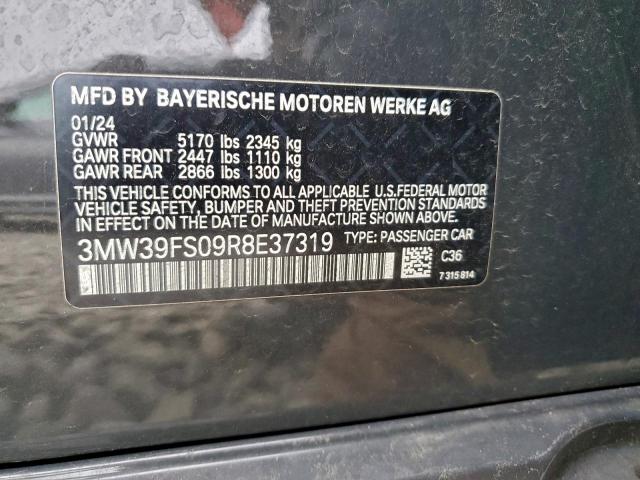 MFD BY BAYERISCHE MOTOREN WERKE AG
01/24
GVWR 5170 lbs 2345 kg
GAWR FRONT 2447 lbs 1110 kg
GAWR REAR 2866 lbs 1300 kg
THIS VEHICLE CONFORMS TO ALL APPLICABLE U.S.FEDERAL MOTOR
VEHICLE SAFETY, BUMPER AND THEFT PREVENTION STANDARDS
IN EFFECT ON THE DATE OF MANUFACTURE SHOWN ABOVE.
3MW39FS09R8E37319 TYPE: PASSENGER CAR
C36
7 315 814